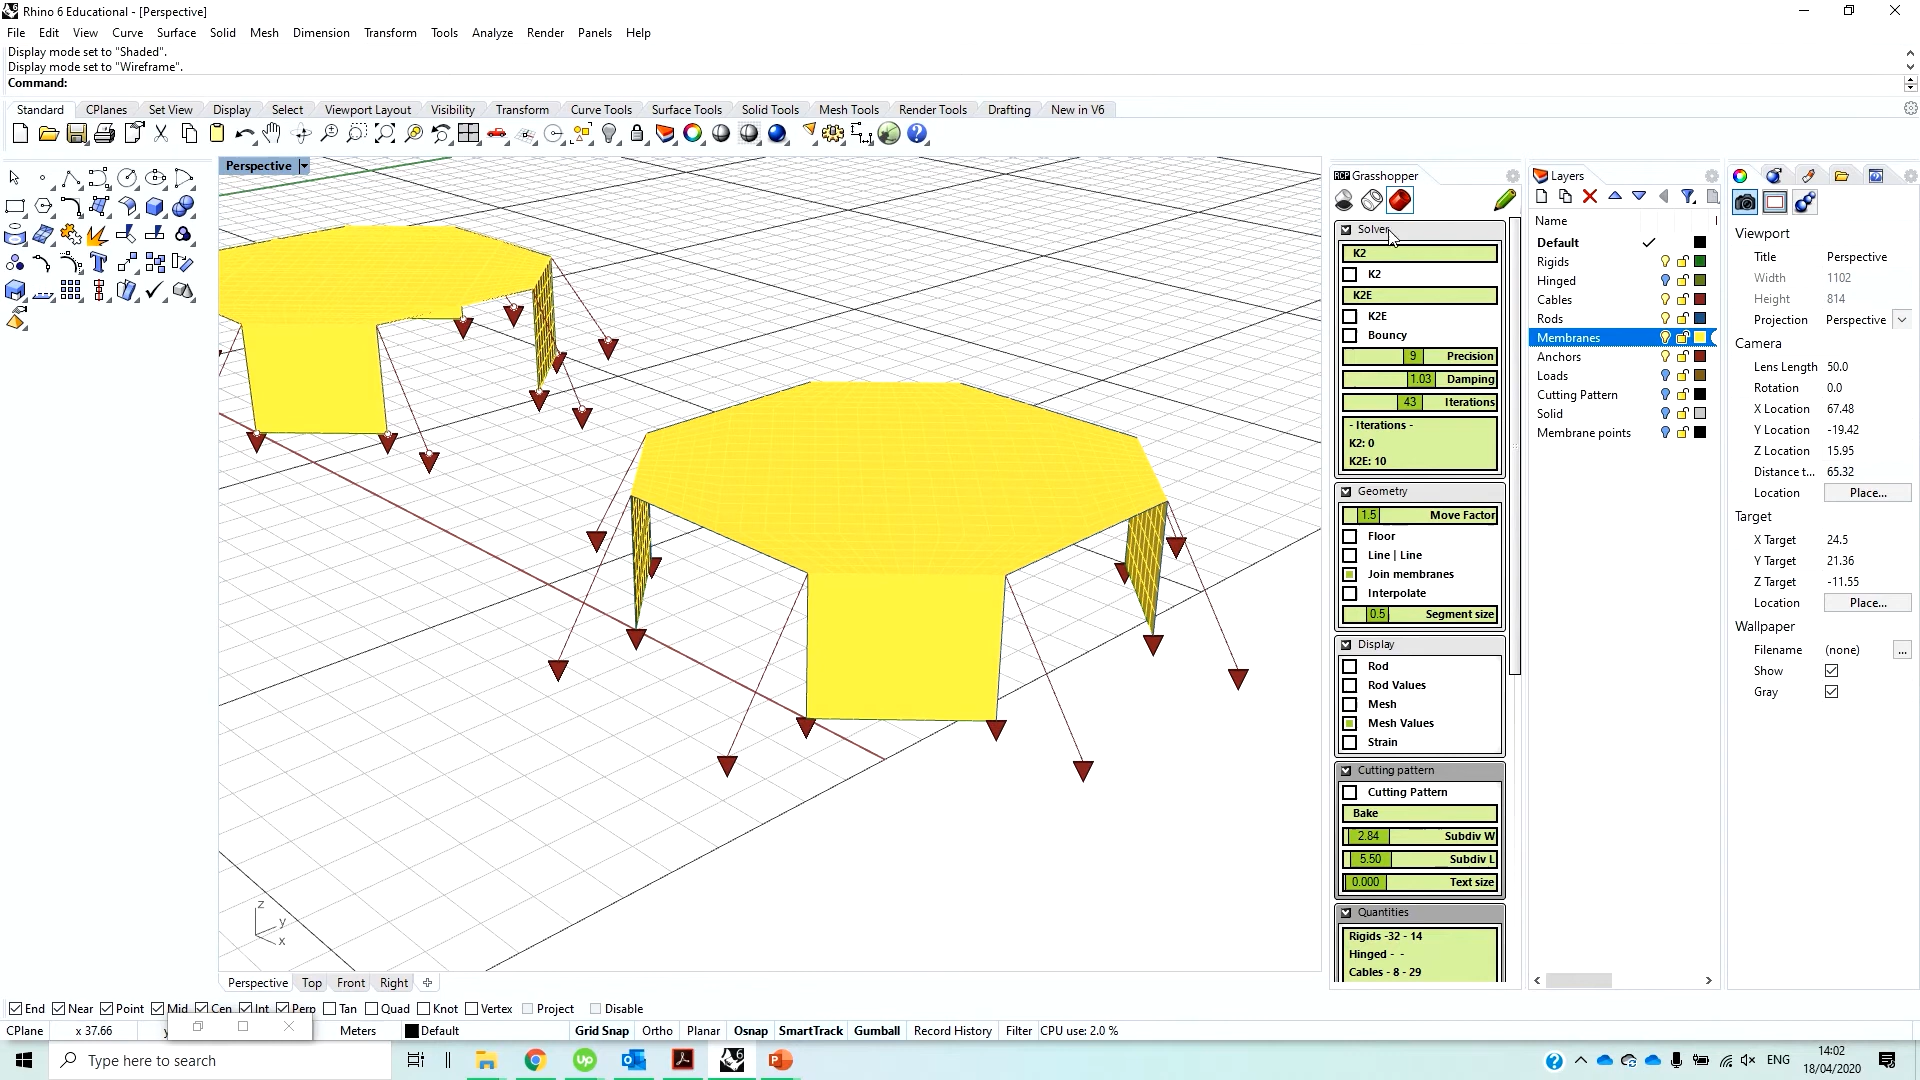 Rhino 6 Educational - [Perspective]
File Edit View Curve Surface Solid Mesh Dimension Transform Tools Analyze Render Panels Help
Display mode set to "Shaded".
Display mode set to "Wireframe".
Command:
Standard CPlanes Set View Display Select Viewport Layout Visibility Transform Curve Tools Surface Tools Solid Tools Mesh Tools Render Tools Drafting New in V6
Perspective
z
y
x
Perspective Top Front Right
Grasshopper
Solver
K2
K2
K2E
K2E
Bouncy
9 Precision
1.03 Damping
43 Iterations
- Iterations -
K2: 0
K2E: 10
Geometry
1.5 Move Factor
Floor
Line | Line
Join membranes
Interpolate
0.5 Segment size
Display
Rod
Rod Values
Mesh
Mesh Values
Strain
Cutting pattern
Cutting Pattern
Bake
2.84 Subdiv W
5.50 Subdiv L
0.000 Text size
Quantities
Rigids -32 - 14
Hinged - -
Cables - 8 - 29
Layers
Name
Default
Rigids
Hinged
Cables
Rods
Membranes
Anchors
Loads
Cutting Pattern
Solid
Membrane points
Viewport
Title Perspective
Width 1102
Height 814
Projection Perspective
Camera
Lens Length 50.0
Rotation 0.0
X Location 67.48
Y Location -19.42
Z Location 15.95
Distance t... 65.32
Location Place...
Target
X Target 24.5
Y Target 21.36
Z Target -11.55
Location Place...
Wallpaper
Filename (none) ...
Show
Gray
End Near Point Mid Cen Int Perp Tan Quad Knot Vertex Project Disable
CPlane x 37.66 Meters Default Grid Snap Ortho Planar Osnap SmartTrack Gumball Record History Filter CPU use: 2.0 %
Type here to search
ENG
14:02
18/04/2020